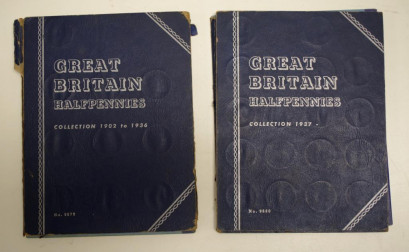 GREAT
BRITAIN
HALFPENNIES
COLLECTION 1902 to 1936
GREAT
BRITAIN
HALFPENNIES
COLLECTION 1937 -